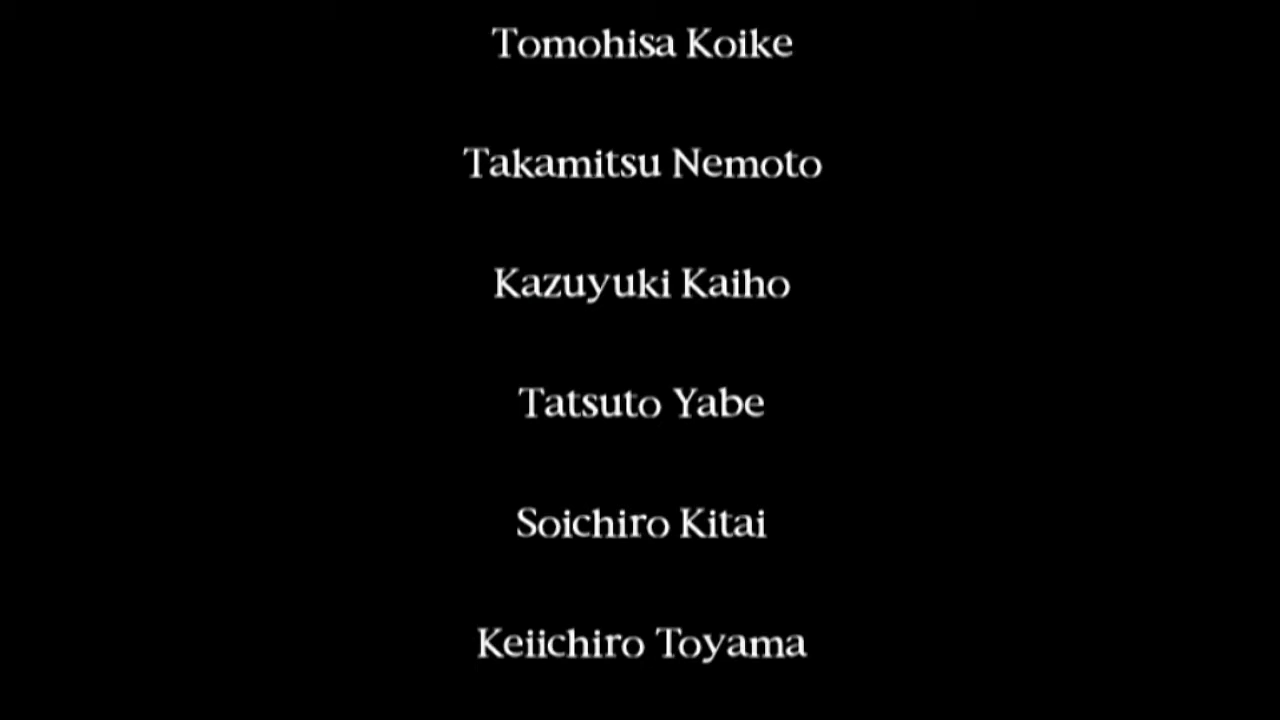 Tomohisa Koike
Takamitsu Nemoto
Kazuyuki Kaiho
Tatsuto Yabe
Soichiro Kitai
Keiichiro Toyama